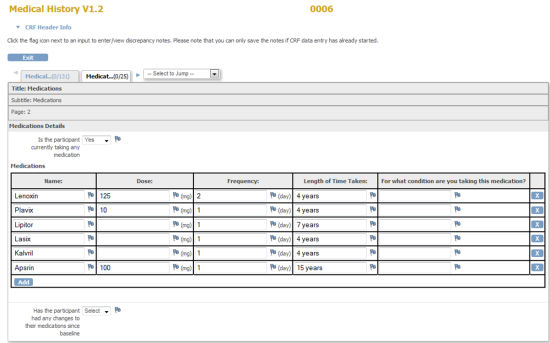 Medical History V1.2 0006
▼ CRF Header Info
Click the flag icon next to an input to enter/view discrepancy notes. Please note that you can only save the notes if CRF data entry has already started.
Exit
Medical...(0/131) Medicat...(0/25) -- Select to Jump --
Title: Medications
Subtitle: Medications
Page: 2
Medications Details
Is the participant currently taking any medication Yes
Medications
Name: Dose: Frequency: Length of Time Taken: For what condition are you taking this medication?
Lenoxin 125 (mg) 2 (day) 4 years X
Plavix 10 (mg) 1 (day) 4 years X
Lipitor (mg) 1 (day) 7 years X
Lasix (mg) 1 (day) 4 years X
Kalvril (mg) 1 (day) 4 years X
Apsrin 100 (mg) 1 (day) 15 years X
Add
Has the participant Select
had any changes to
their medications since
baseline